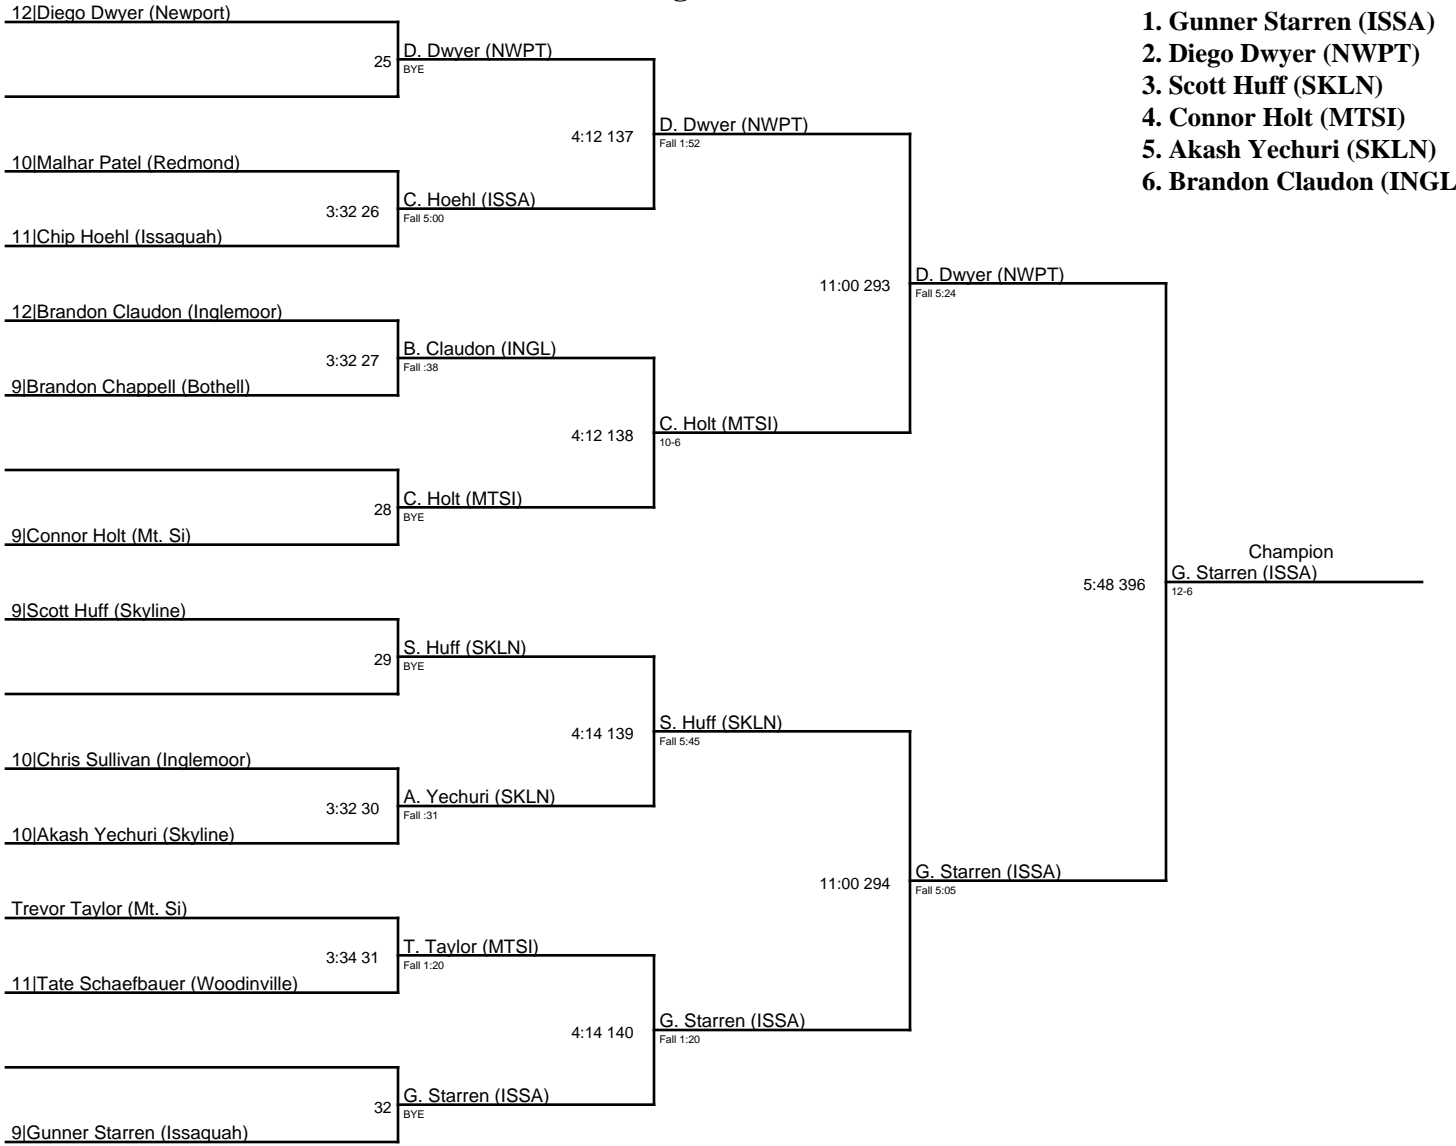 12|Diego Dwyer (Newport)
25
D. Dwyer (NWPT)
BYE
4:12 137
D. Dwyer (NWPT)
Fall 1:52
10|Malhar Patel (Redmond)
3:32 26
C. Hoehl (ISSA)
Fall 5:00
11|Chip Hoehl (Issaquah)
11:00 293
D. Dwyer (NWPT)
Fall 5:24
12|Brandon Claudon (Inglemoor)
3:32 27
B. Claudon (INGL)
Fall :38
9|Brandon Chappell (Bothell)
4:12 138
C. Holt (MTSI)
10-6
28
C. Holt (MTSI)
BYE
9|Connor Holt (Mt. Si)
5:48 396
Champion
G. Starren (ISSA)
12-6
9|Scott Huff (Skyline)
29
S. Huff (SKLN)
BYE
4:14 139
S. Huff (SKLN)
Fall 5:45
10|Chris Sullivan (Inglemoor)
3:32 30
A. Yechuri (SKLN)
Fall :31
10|Akash Yechuri (Skyline)
11:00 294
G. Starren (ISSA)
Fall 5:05
Trevor Taylor (Mt. Si)
3:34 31
T. Taylor (MTSI)
Fall 1:20
11|Tate Schaefbauer (Woodinville)
4:14 140
G. Starren (ISSA)
Fall 1:20
32
G. Starren (ISSA)
BYE
9|Gunner Starren (Issaquah)
1. Gunner Starren (ISSA)
2. Diego Dwyer (NWPT)
3. Scott Huff (SKLN)
4. Connor Holt (MTSI)
5. Akash Yechuri (SKLN)
6. Brandon Claudon (INGL